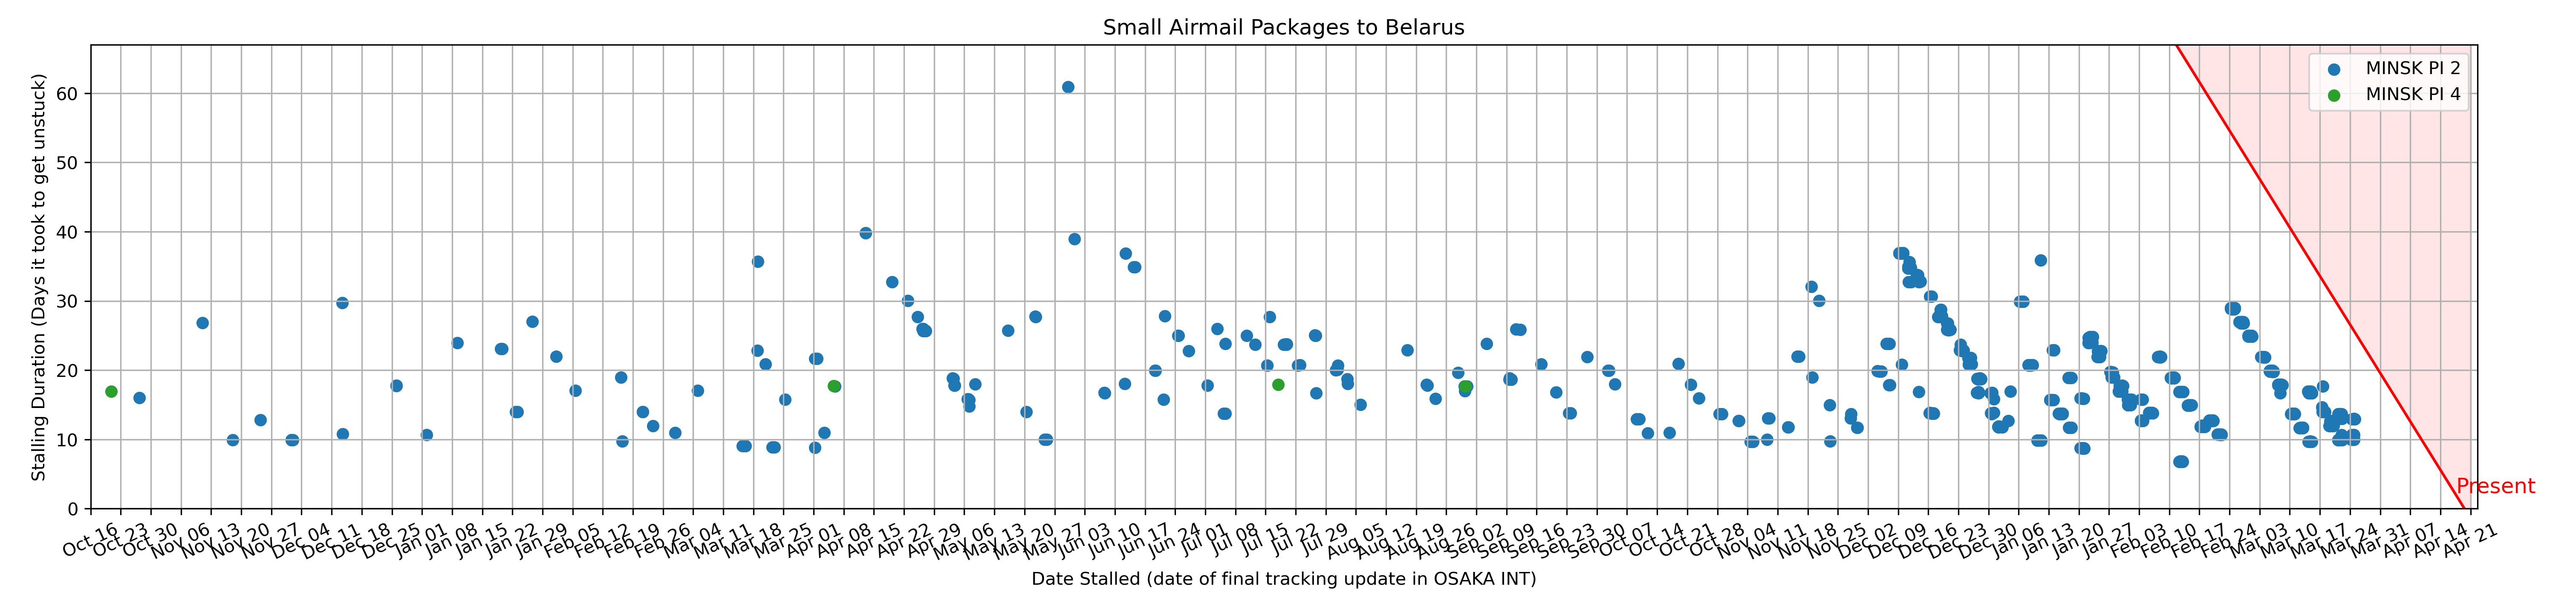 Small Airmail Packages to Belarus
Stalling Duration (Days it took to get unstuck)
60
50
40
30
20
10
0
MINSK PI 2
MINSK PI 4
Present
Oct 16
Oct 23
Oct 30
Nov 06
Nov 13
Nov 20
Nov 27
Dec 04
Dec 11
Dec 18
Dec 25
Jan 01
Jan 08
Jan 15
Jan 22
Jan 29
Feb 05
Feb 12
Feb 19
Feb 26
Mar 04
Mar 11
Mar 18
Mar 25
Apr 01
Apr 08
Apr 15
Apr 22
Apr 29
May 06
May 13
May 20
May 27
Jun 03
Jun 10
Jun 17
Jun 24
Jul 01
Jul 08
Jul 15
Jul 22
Jul 29
Aug 05
Aug 12
Aug 19
Aug 26
Sep 02
Sep 09
Sep 16
Sep 23
Sep 30
Oct 07
Oct 14
Oct 21
Oct 28
Nov 04
Nov 11
Nov 18
Nov 25
Dec 02
Dec 09
Dec 16
Dec 23
Dec 30
Jan 06
Jan 13
Jan 20
Jan 27
Feb 03
Feb 10
Feb 17
Feb 24
Mar 03
Mar 10
Mar 17
Mar 24
Mar 31
Apr 07
Apr 14
Apr 21
Date Stalled (date of final tracking update in OSAKA INT)